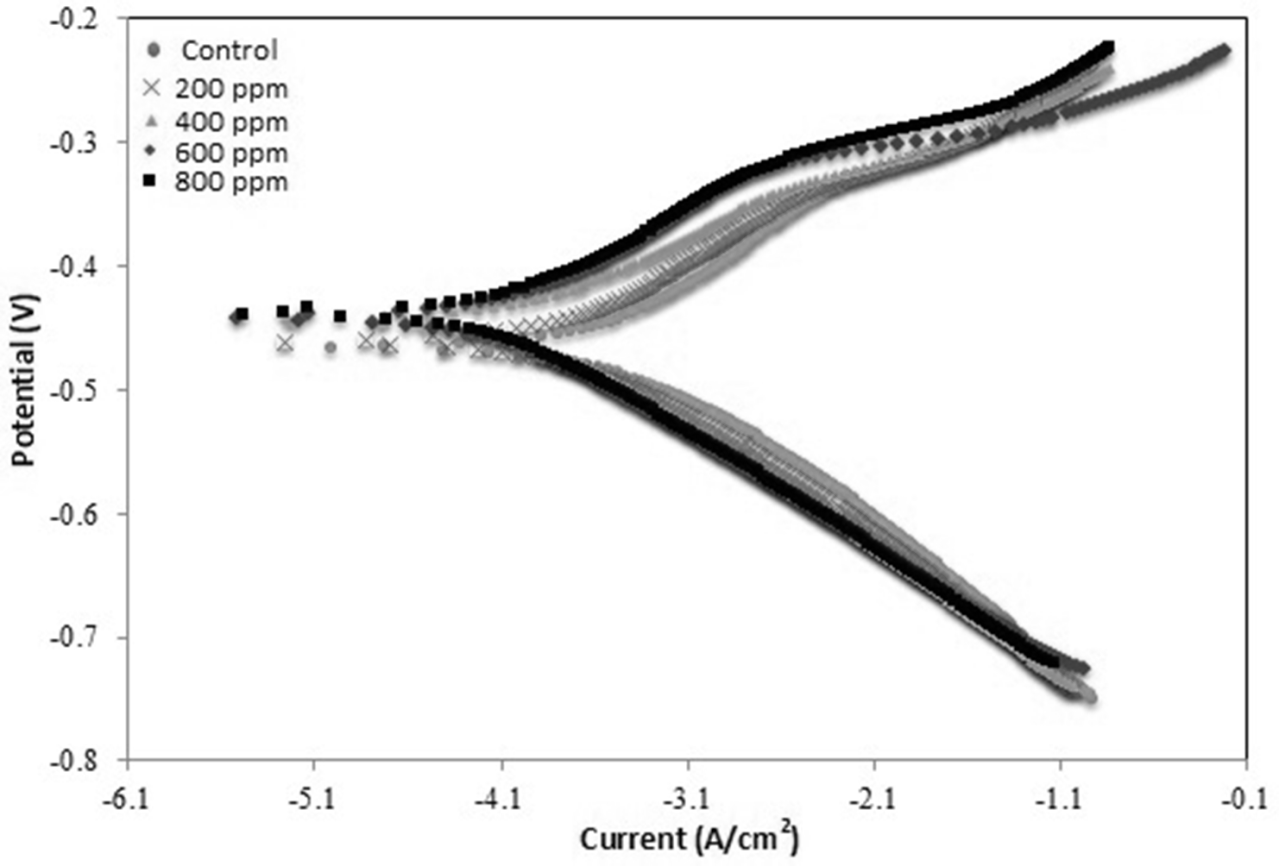 -0.2
-0.3
-0.4
-0.5
-0.6
-0.7
-0.8
Potential (V)
Control
200 ppm
400 ppm
600 ppm
800 ppm
-6.1 -5.1 -4.1 -3.1 -2.1 -1.1 -0.1
Current (A/cm²)